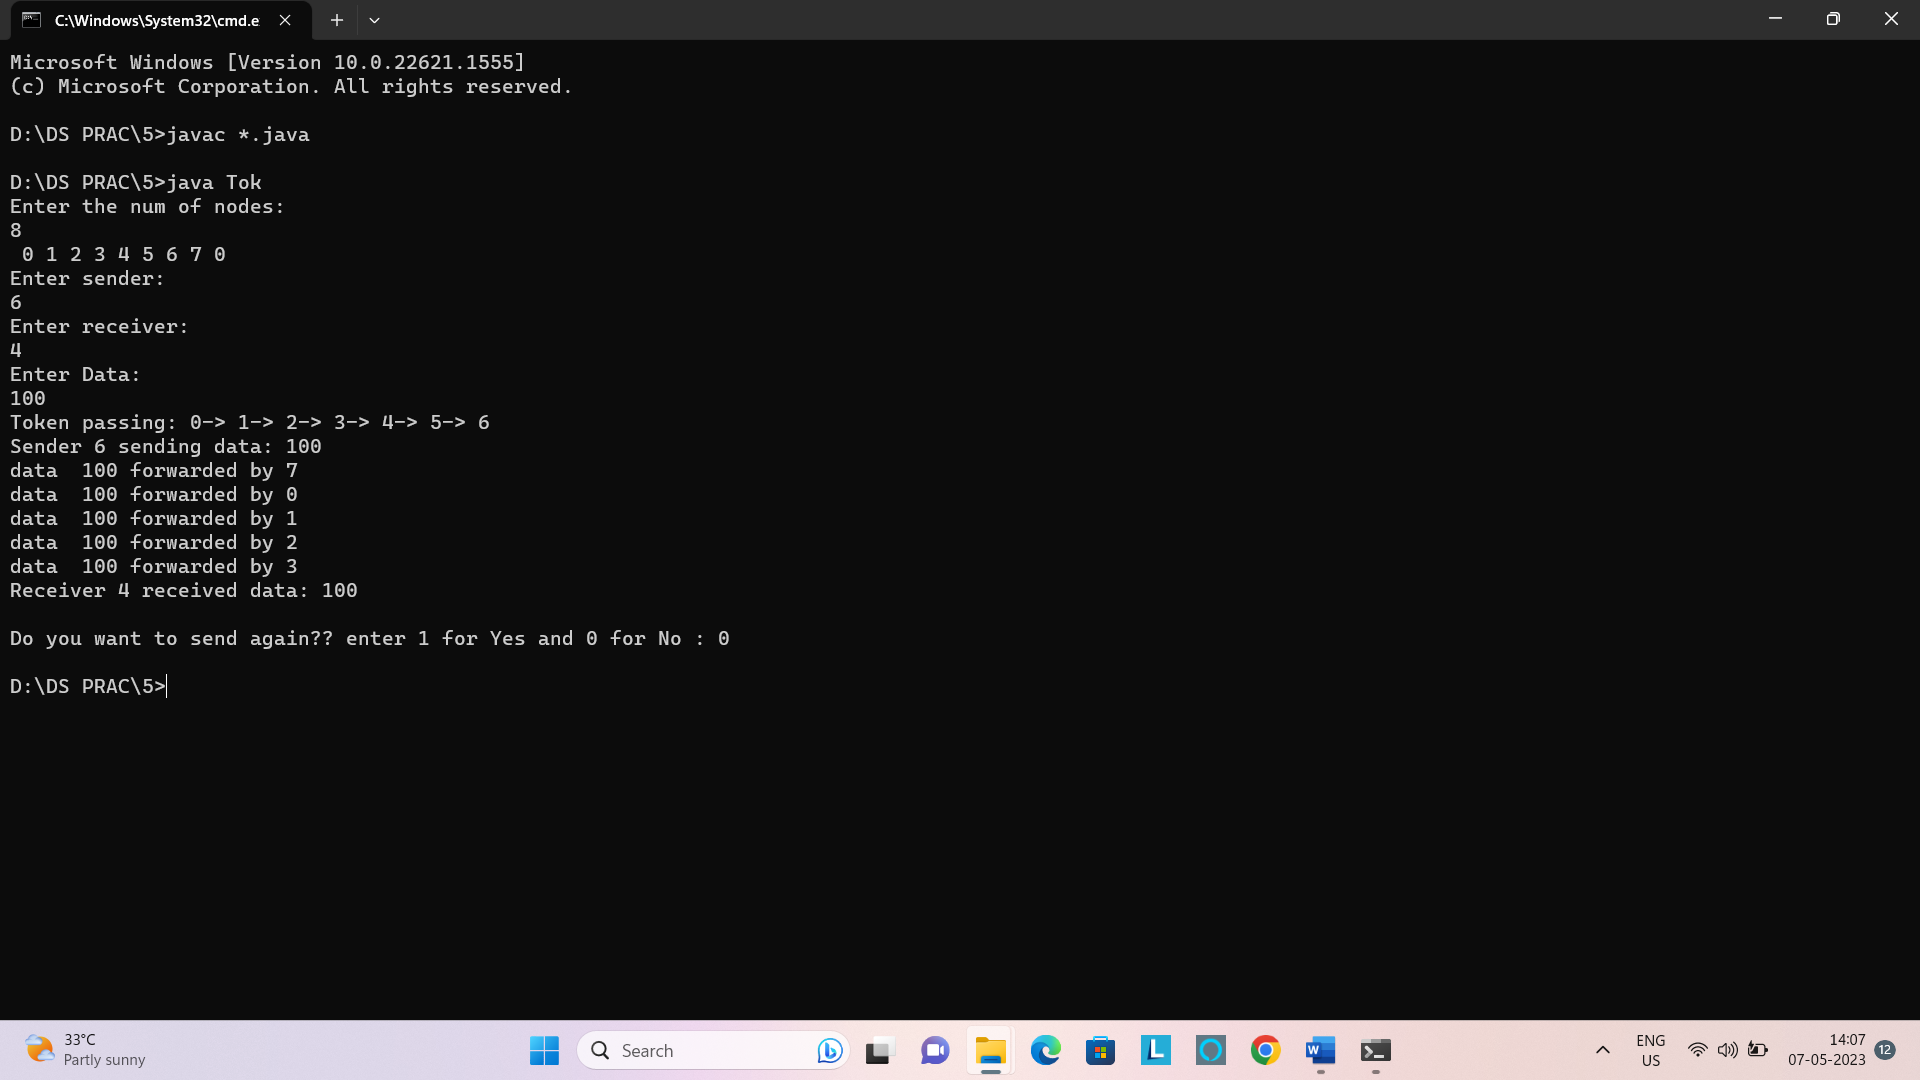 C:\Windows\System32\cmd.e
Microsoft Windows [Version 10.0.22621.1555]
(c) Microsoft Corporation. All rights reserved.
D:\DS PRAC\5>javac *.java
D:\DS PRAC\5>java Tok
Enter the num of nodes:
8
0 1 2 3 4 5 6 7 0
Enter sender:
6
Enter receiver:
4
Enter Data:
100
Token passing: 0-> 1-> 2-> 3-> 4-> 5-> 6
Sender 6 sending data: 100
data  100 forwarded by 7
data  100 forwarded by 0
data  100 forwarded by 1
data  100 forwarded by 2
data  100 forwarded by 3
Receiver 4 received data: 100
Do you want to send again?? enter 1 for Yes and 0 for No : 0
D:\DS PRAC\5>
33°C
Partly sunny
Search
ENG
US
14:07
07-05-2023
12